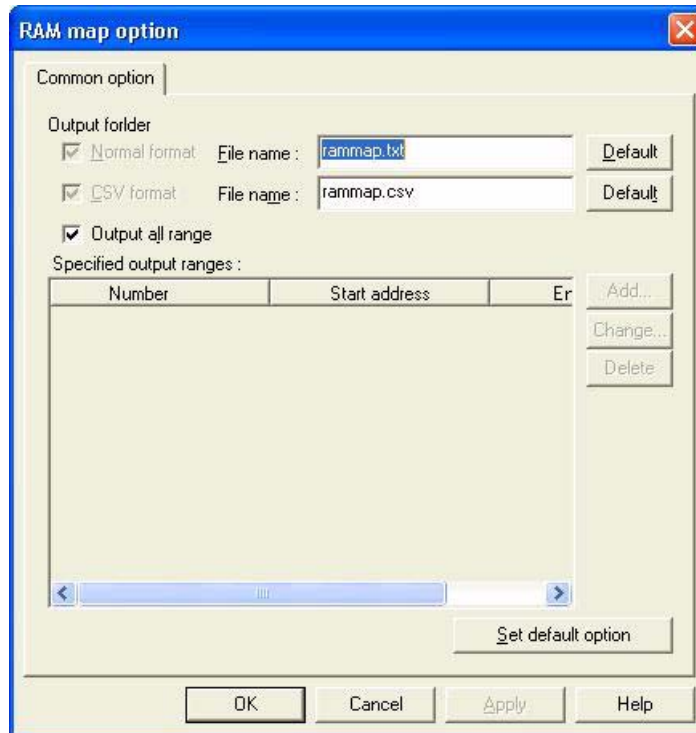 RAM map option
Common option
Output forlder
Normal format File name : rammap.txt Default
CSV format File name : rammap.csv Default
Output all range
Specified output ranges :
Number Start address Er
Add...
Change...
Delete
Set default option
OK Cancel Apply Help